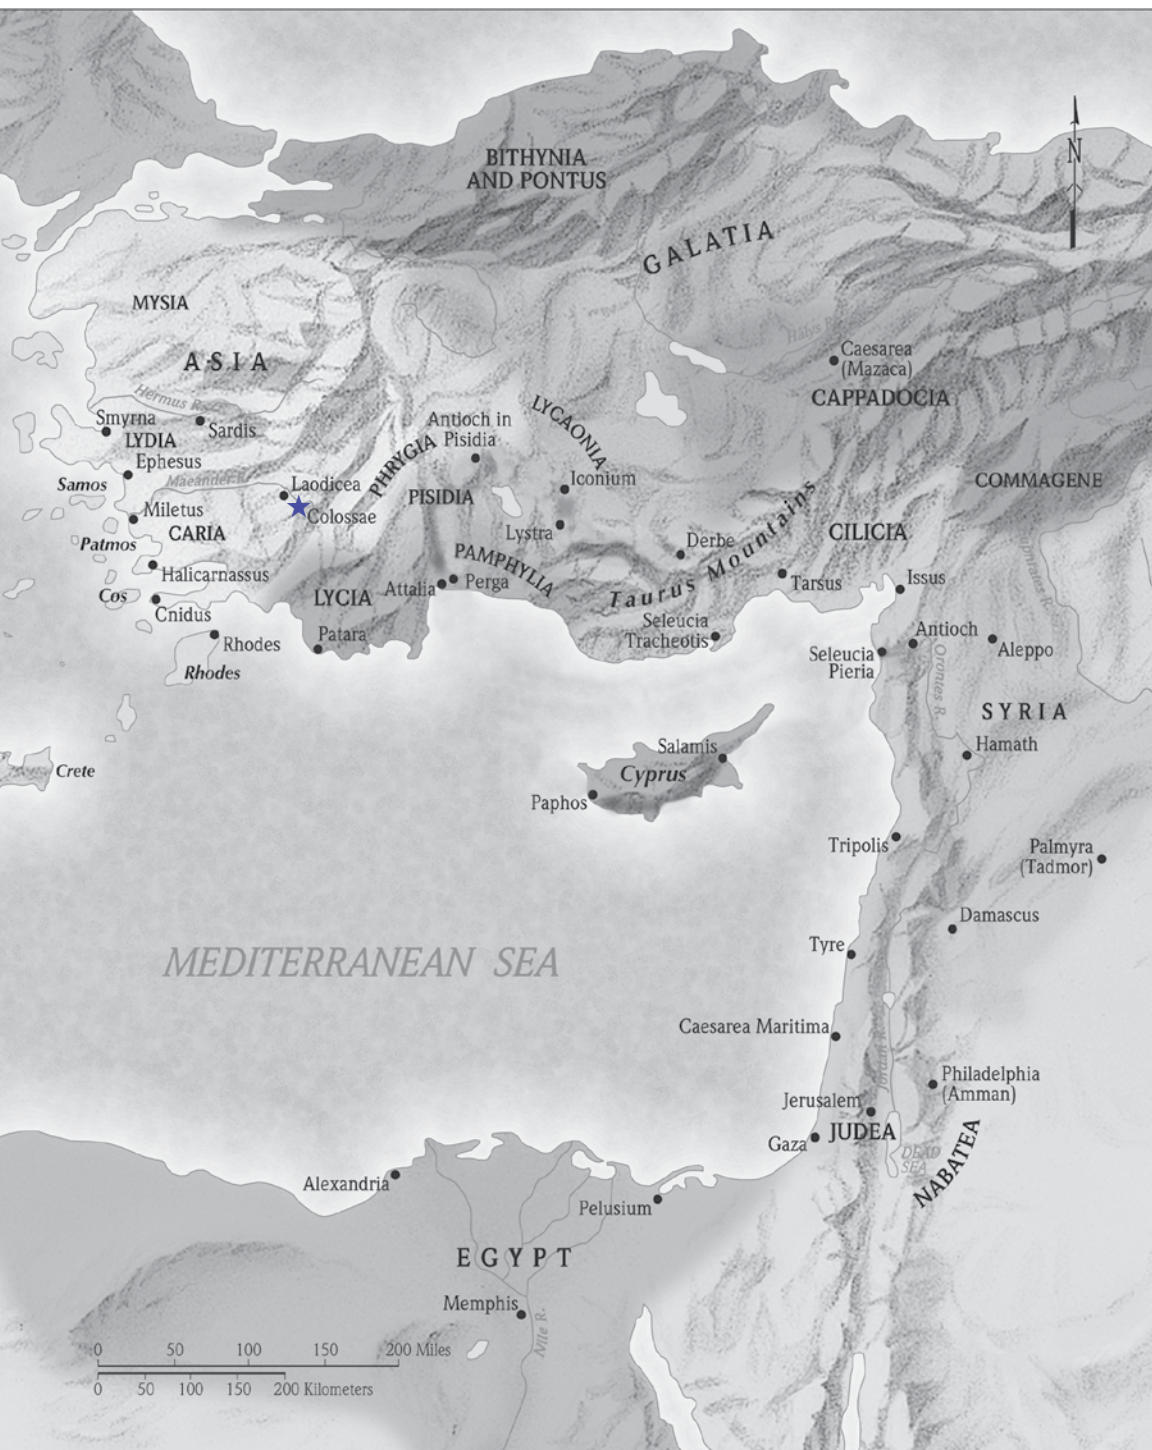 BITHYNIA
AND PONTUS
N
GALATIA
MYSIA
ASIA
Halys R.
Caesarea
(Mazaca)
CAPPADOCIA
Hermus R.
Smyrna
LYDIA
Sardis
Ephesus
Antioch in
Pisidia
LYCAONIA
PHRYGIA
Samos
Maeander R.
Laodicea
Colossae
PISIDIA
Iconium
COMMAGENE
Miletus
CARIA
Patmos
Lystra
Derbe
CILICIA
Halicarnassus
PAMPHYLIA
Taurus Mountains
Cos
Cnidus
LYCIA
Attalia
Perga
Tarsus
Issus
Rhodes
Rhodes
Patara
Seleucia
Tracheotis
Seleucia
Pieria
Antioch
Aleppo
Orontes R.
SYRIA
Hamath
Crete
Salamis
Cyprus
Paphos
Tripolis
Palmyra
(Tadmor)
Damascus
MEDITERRANEAN SEA
Tyre
Caesarea Maritima
Philadelphia
(Amman)
Jerusalem
JUDEA
Gaza
DEAD
SEA
NABATEA
Alexandria
Pelusium
EGYPT
Memphis
Nile R.
0 50 100 150 200 Miles
0 50 100 150 200 Kilometers